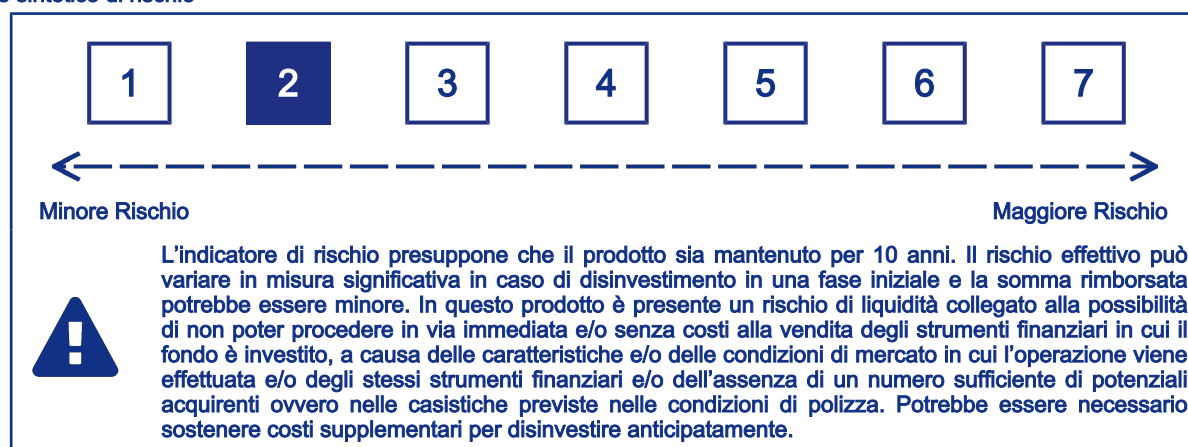 sintetico di rischio
1 2 3 4 5 6 7
Minore Rischio Maggiore Rischio
L'indicatore di rischio presuppone che il prodotto sia mantenuto per 10 anni. Il rischio effettivo può
variare in misura significativa in caso di disinvestimento in una fase iniziale e la somma rimborsata
potrebbe essere minore. In questo prodotto è presente un rischio di liquidità collegato alla possibilità
di non poter procedere in via immediata e/o senza costi alla vendita degli strumenti finanziari in cui il
fondo è investito, a causa delle caratteristiche e/o delle condizioni di mercato in cui l'operazione viene
effettuata e/o degli stessi strumenti finanziari e/o dell'assenza di un numero sufficiente di potenziali
acquirenti ovvero nelle casistiche previste nelle condizioni di polizza. Potrebbe essere necessario
sostenere costi supplementari per disinvestire anticipatamente.